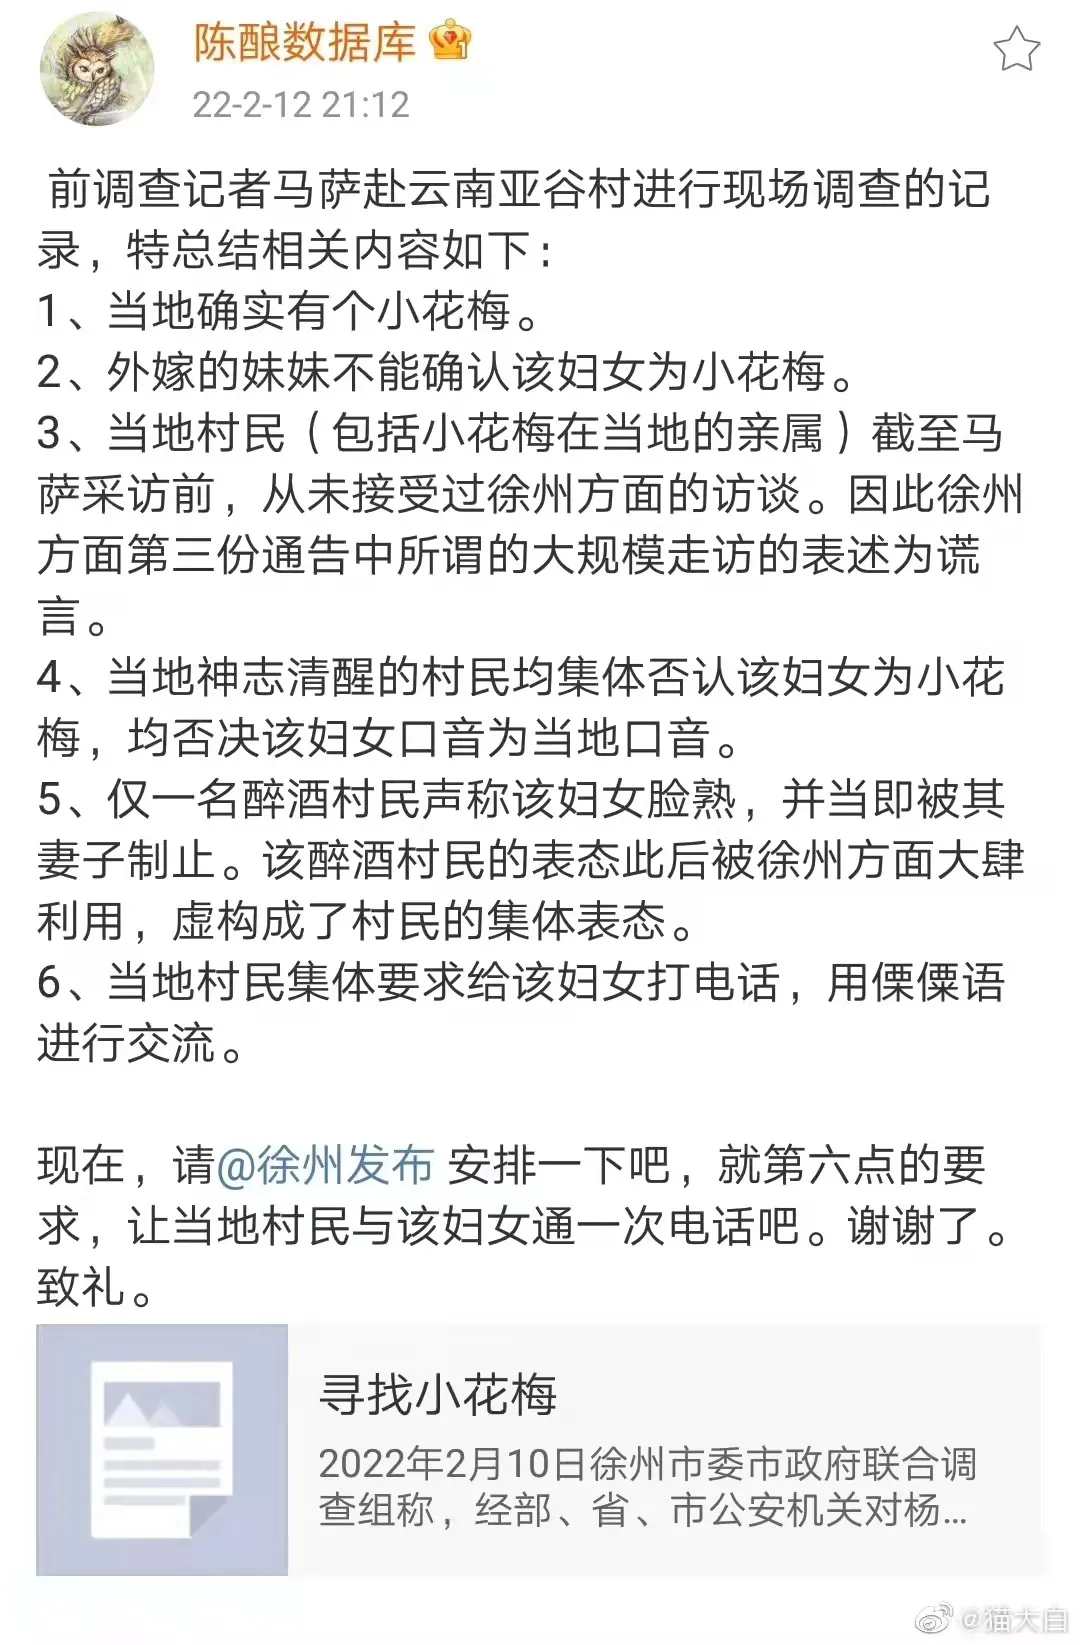 陈酿数据库
22-2-12 21:12
前调查记者马萨赴云南亚谷村进行现场调查的记
录，特总结相关内容如下：
1、当地确实有个小花梅。
2、外嫁的妹妹不能确认该妇女为小花梅。
3、当地村民（包括小花梅在当地的亲属）截至马
萨采访前，从未接受过徐州方面的访谈。因此徐州
方面第三份通告中所谓的大规模走访的表述为谎
言。
4、当地神志清醒的村民均集体否认该妇女为小花
梅，均否决该妇女口音为当地口音。
5、仅一名醉酒村民声称该妇女脸熟，并当即被其
妻子制止。该醉酒村民的表态此后被徐州方面大肆
利用，虚构成了村民的集体表态。
6、当地村民集体要求给该妇女打电话，用傈僳语
进行交流。
现在，请@徐州发布 安排一下吧，就第六点的要
求，让当地村民与该妇女通一次电话吧。谢谢了。
致礼。
寻找小花梅
2022年2月10日徐州市委市政府联合调
查组称，经部、省、市公安机关对杨...
@猫大自